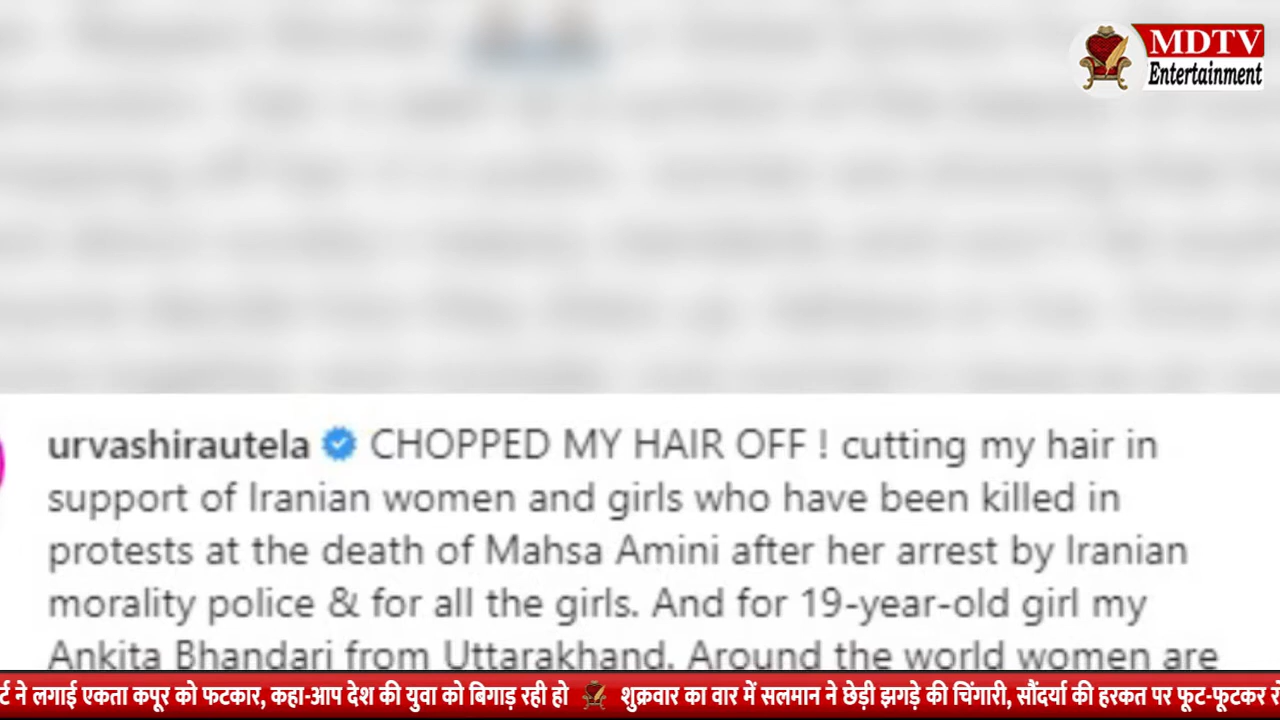 MDTV
Entertainment
urvashirautela CHOPPED MY HAIR OFF ! cutting my hair in
support of Iranian women and girls who have been killed in
protests at the death of Mahsa Amini after her arrest by Iranian
morality police & for all the girls. And for 19-year-old girl my
Ankita Bhandari from Uttarakhand. Around the world women are
ने लगाई एकता कपूर को फटकार, कहा-आप देश की युवा को बिगाड़ रही हो शुक्रवार का वार में सलमान ने छेड़ी झगड़े की चिंगारी, सौंदर्या की हरकत पर फूट-फूटकर